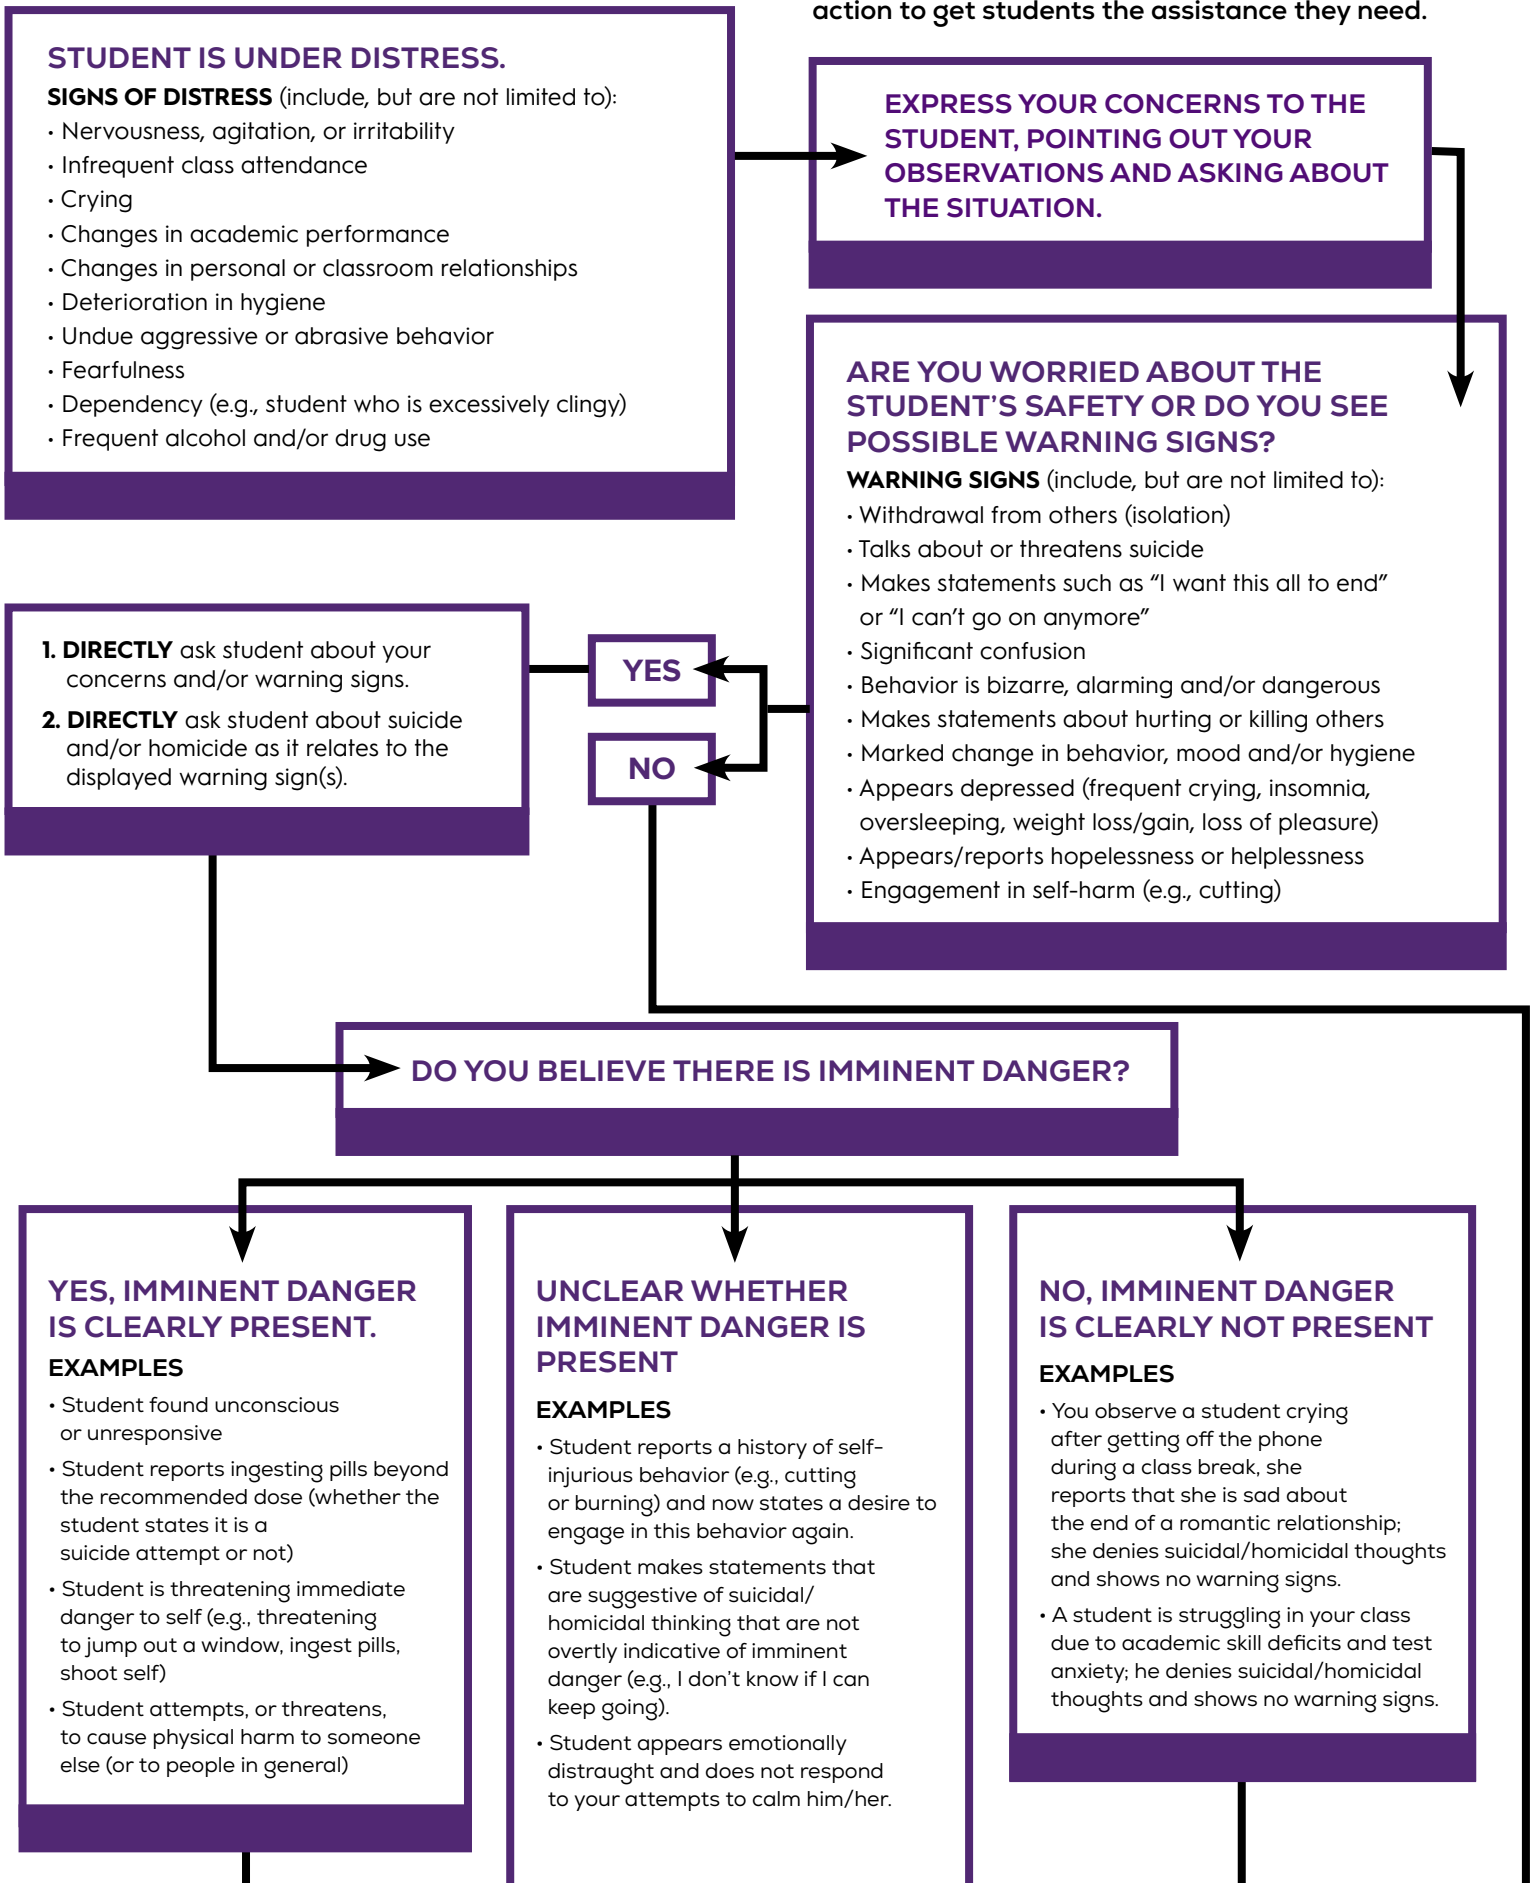 action to get students the assistance they need.
STUDENT IS UNDER DISTRESS.
SIGNS OF DISTRESS (include, but are not limited to):
• Nervousness, agitation, or irritability
• Infrequent class attendance
• Crying
• Changes in academic performance
• Changes in personal or classroom relationships
• Deterioration in hygiene
• Undue aggressive or abrasive behavior
• Fearfulness
• Dependency (e.g., student who is excessively clingy)
• Frequent alcohol and/or drug use
EXPRESS YOUR CONCERNS TO THE
STUDENT, POINTING OUT YOUR
OBSERVATIONS AND ASKING ABOUT
THE SITUATION.
ARE YOU WORRIED ABOUT THE
STUDENT’S SAFETY OR DO YOU SEE
POSSIBLE WARNING SIGNS?
WARNING SIGNS (include, but are not limited to):
• Withdrawal from others (isolation)
• Talks about or threatens suicide
• Makes statements such as “I want this all to end”
or “I can’t go on anymore”
• Significant confusion
• Behavior is bizarre, alarming and/or dangerous
• Makes statements about hurting or killing others
• Marked change in behavior, mood and/or hygiene
• Appears depressed (frequent crying, insomnia,
oversleeping, weight loss/gain, loss of pleasure)
• Appears/reports hopelessness or helplessness
• Engagement in self-harm (e.g., cutting)
YES
NO
1. DIRECTLY ask student about your
concerns and/or warning signs.
2. DIRECTLY ask student about suicide
and/or homicide as it relates to the
displayed warning sign(s).
DO YOU BELIEVE THERE IS IMMINENT DANGER?
YES, IMMINENT DANGER
IS CLEARLY PRESENT.
EXAMPLES
• Student found unconscious
or unresponsive
• Student reports ingesting pills beyond
the recommended dose (whether the
student states it is a
suicide attempt or not)
• Student is threatening immediate
danger to self (e.g., threatening
to jump out a window, ingest pills,
shoot self)
• Student attempts, or threatens,
to cause physical harm to someone
else (or to people in general)
UNCLEAR WHETHER
IMMINENT DANGER IS
PRESENT
EXAMPLES
• Student reports a history of self-
injurious behavior (e.g., cutting
or burning) and now states a desire to
engage in this behavior again.
• Student makes statements that
are suggestive of suicidal/
homicidal thinking that are not
overtly indicative of imminent
danger (e.g., I don’t know if I can
keep going).
• Student appears emotionally
distraught and does not respond
to your attempts to calm him/her.
NO, IMMINENT DANGER
IS CLEARLY NOT PRESENT
EXAMPLES
• You observe a student crying
after getting off the phone
during a class break, she
reports that she is sad about
the end of a romantic relationship;
she denies suicidal/homicidal thoughts
and shows no warning signs.
• A student is struggling in your class
due to academic skill deficits and test
anxiety; he denies suicidal/homicidal
thoughts and shows no warning signs.